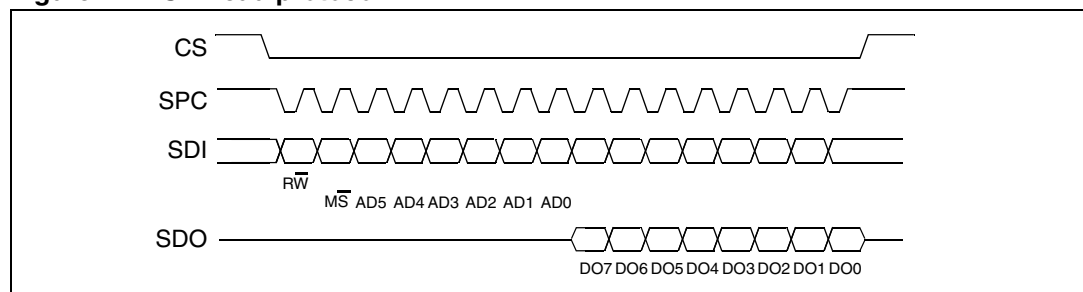 CS
SPC
SDI
RW̅
MS̅ AD5 AD4 AD3 AD2 AD1 AD0
SDO
DO7 DO6 DO5 DO4 DO3 DO2 DO1 DO0